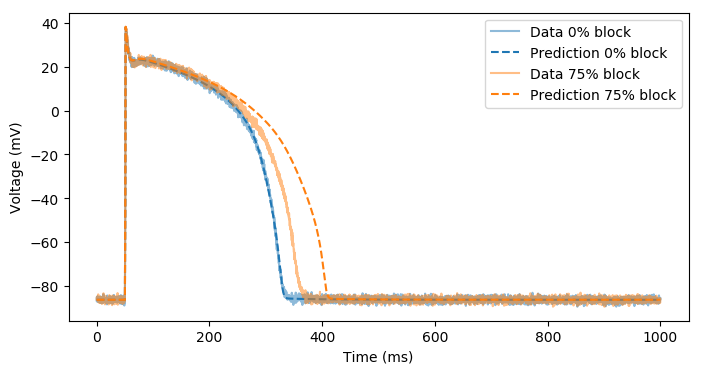 Data 0% block
Prediction 0% block
Data 75% block
Prediction 75% block
Voltage (mV)
40
20
0
−20
−40
−60
−80
0 200 400 600 800 1000
Time (ms)